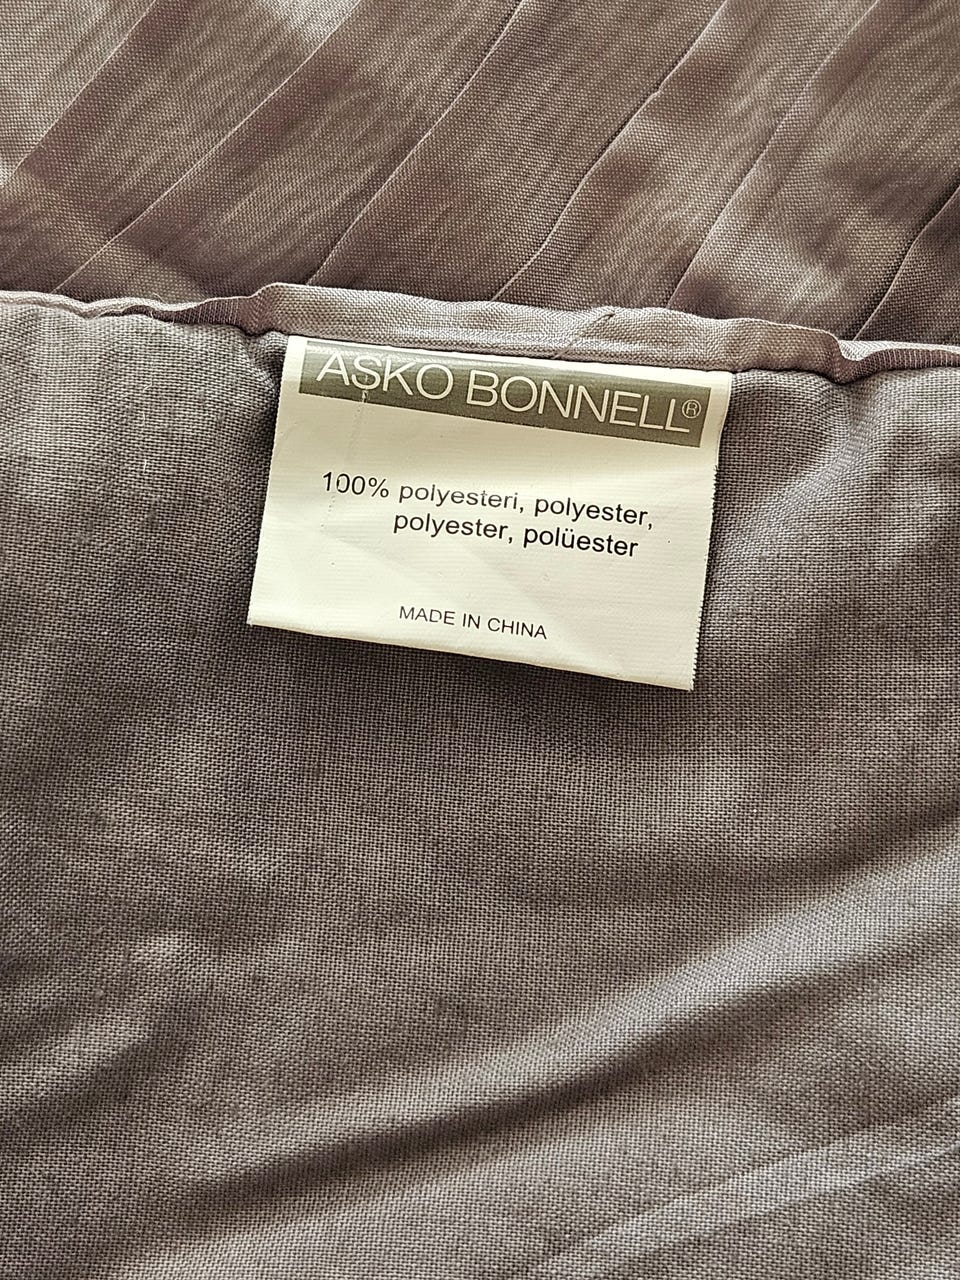 ASKO BONNELL®
100% polyesteri, polyester,
polyester, polüester
MADE IN CHINA